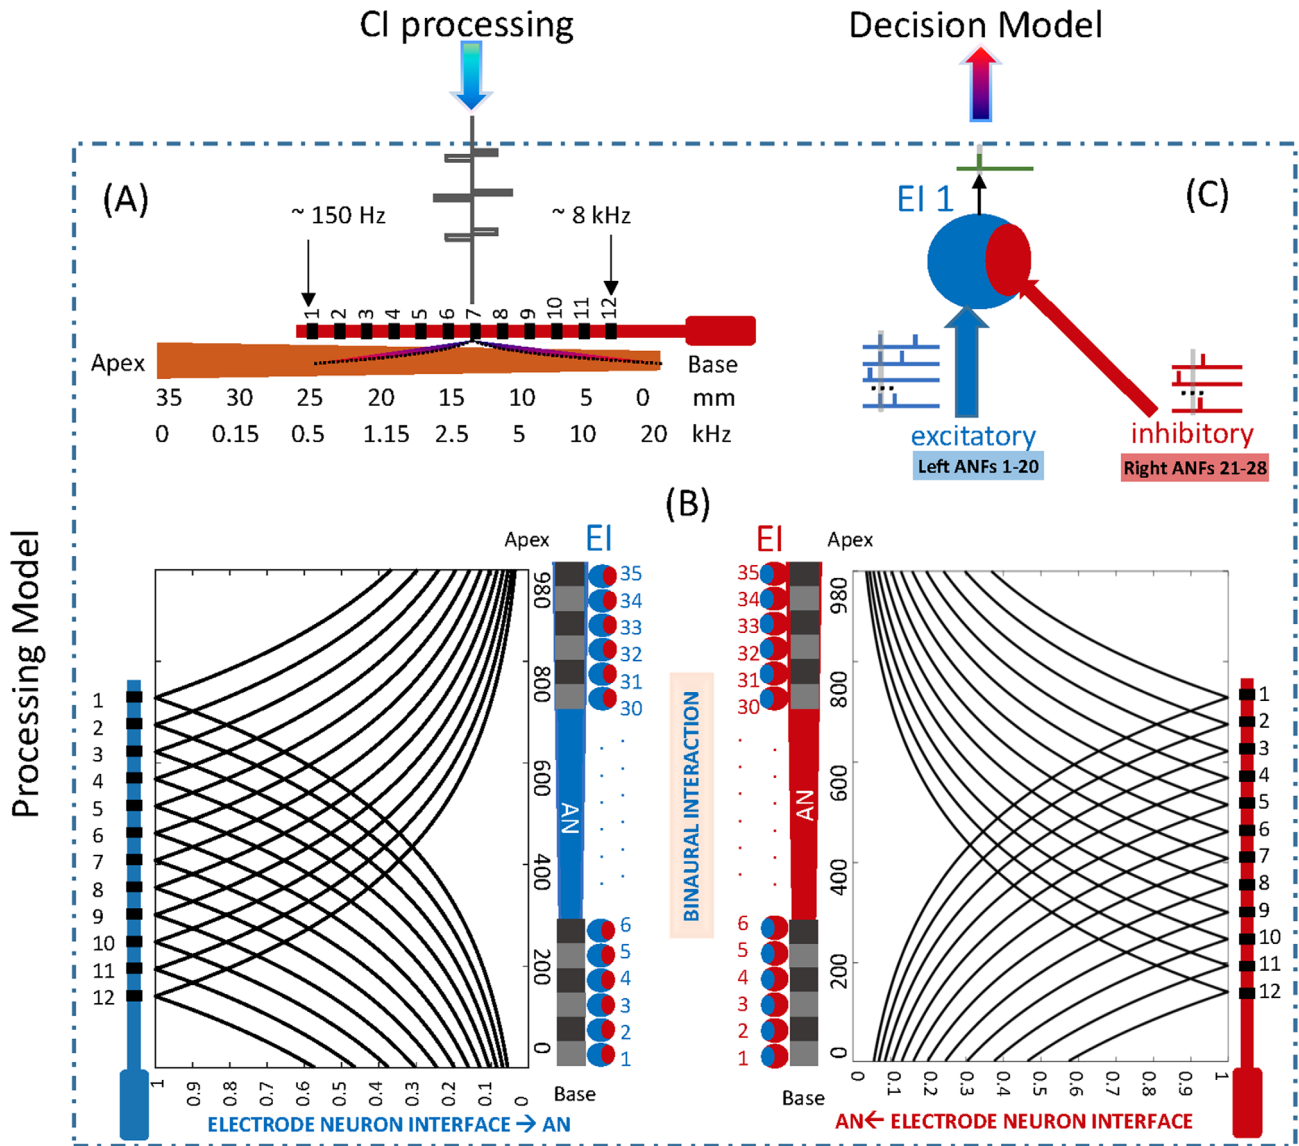 CI processing
Decision Model
(A)
~ 150 Hz
~ 8 kHz
1 2 3 4 5 6 7 8 9 10 11 12
Apex
Base
35 30 25 20 15 10 5 0 mm
0 0.15 0.5 1.15 2.5 5 10 20 kHz
(C)
EI 1
excitatory
Left ANFs 1-20
inhibitory
Right ANFs 21-28
Processing Model
(B)
1
2
3
4
5
6
7
8
9
10
11
12
1 0.9 0.8 0.7 0.6 0.5 0.4 0.3 0.2 0.1 0
ELECTRODE NEURON INTERFACE → AN
Apex
980
800
600
400
200
0
Base
AN
EI
35
34
33
32
31
30
6
5
4
3
2
1
BINAURAL INTERACTION
EI
35
34
33
32
31
30
6
5
4
3
2
1
AN
Apex
980
800
600
400
200
0
Base
0 0.1 0.2 0.3 0.4 0.5 0.6 0.7 0.8 0.9 1
AN← ELECTRODE NEURON INTERFACE
1
2
3
4
5
6
7
8
9
10
11
12